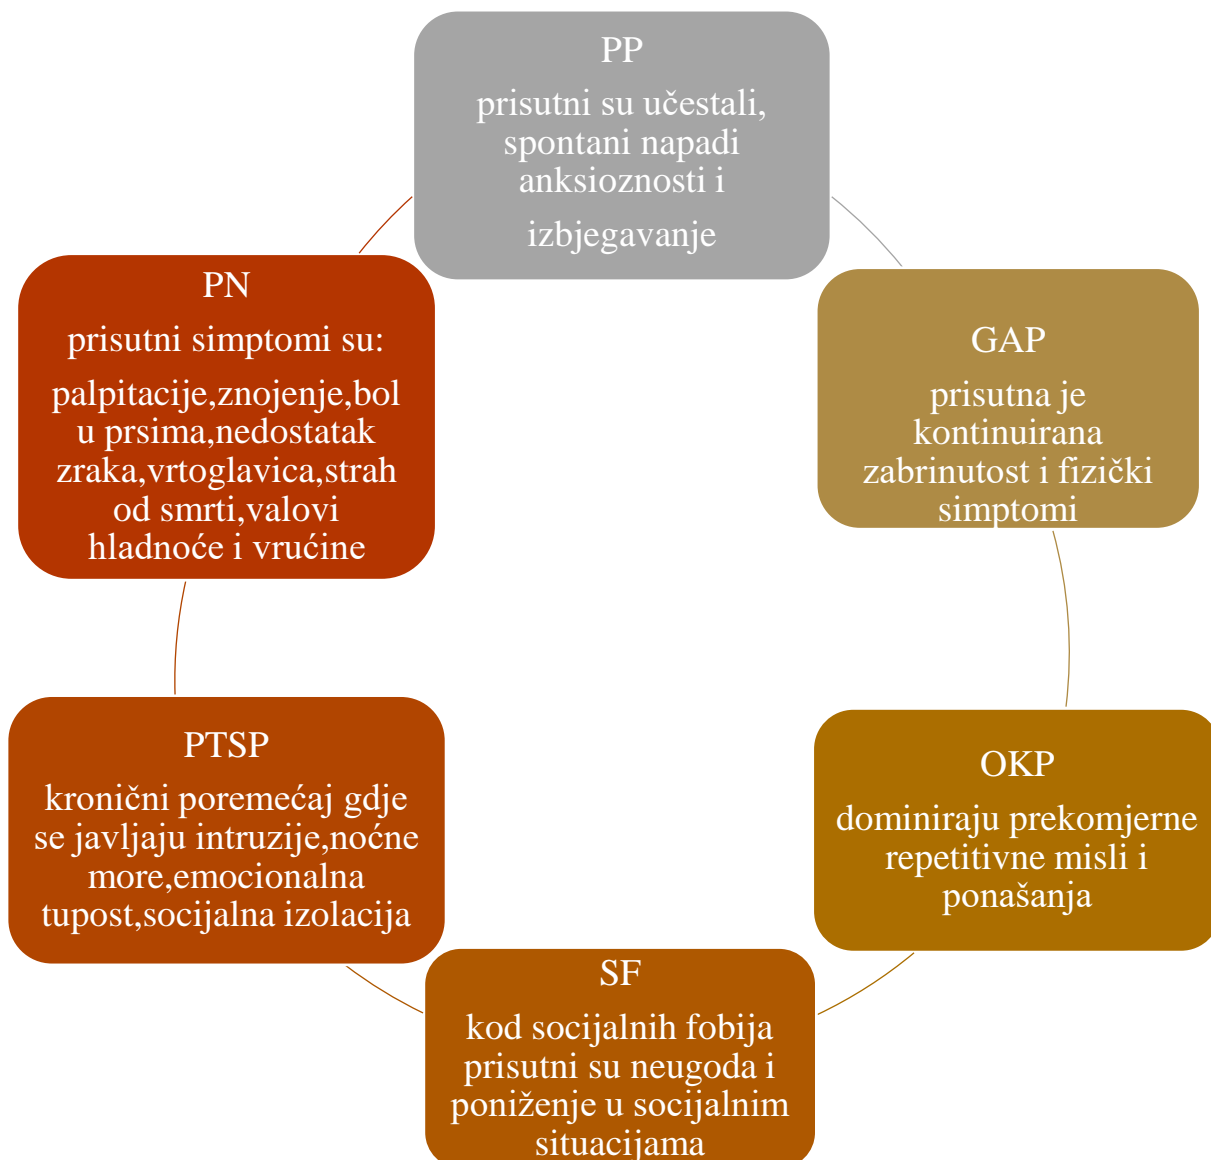 PP
prisutni su učestali,
spontani napadi
anksioznosti i
izbjegavanje
GAP
prisutna je
kontinuirana
zabrinutost i fizički
simptomi
OKP
dominiraju prekomjerne
repetitivne misli i
ponašanja
SF
kod socijalnih fobija
prisutni su neugoda i
poniženje u socijalnim
situacijama
PTSP
kronični poremećaj gdje
se javljaju intruzije,noćne
more,emocionalna
tupost,socijalna izolacija
PN
prisutni simptomi su:
palpitacije,znojenje,bol
u prsima,nedostatak
zraka,vrtoglavica,strah
od smrti,valovi
hladnoće i vrućine